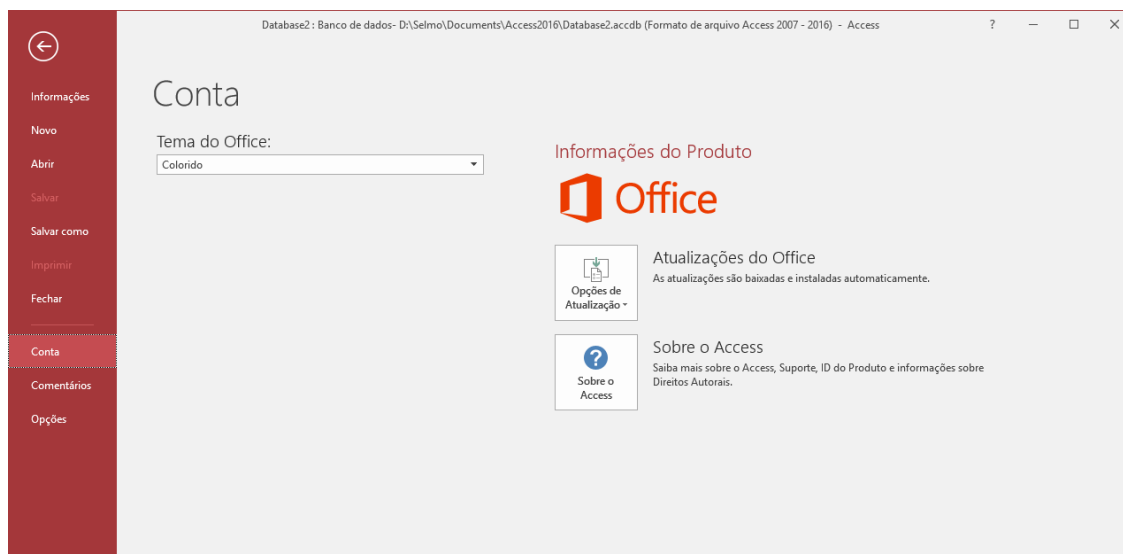 Database2 : Banco de dados- D:\Selmo\Documents\Access2016\Database2.accdb (Formato de arquivo Access 2007 - 2016) - Access
?
Informações
Novo
Abrir
Salvar
Salvar como
Imprimir
Fechar
Conta
Comentários
Opções
Conta
Tema do Office:
Colorido
Informações do Produto
Office
Opções de
Atualização
Atualizações do Office
As atualizações são baixadas e instaladas automaticamente.
?
Sobre o
Access
Sobre o Access
Saiba mais sobre o Access, Suporte, ID do Produto e informações sobre
Direitos Autorais.